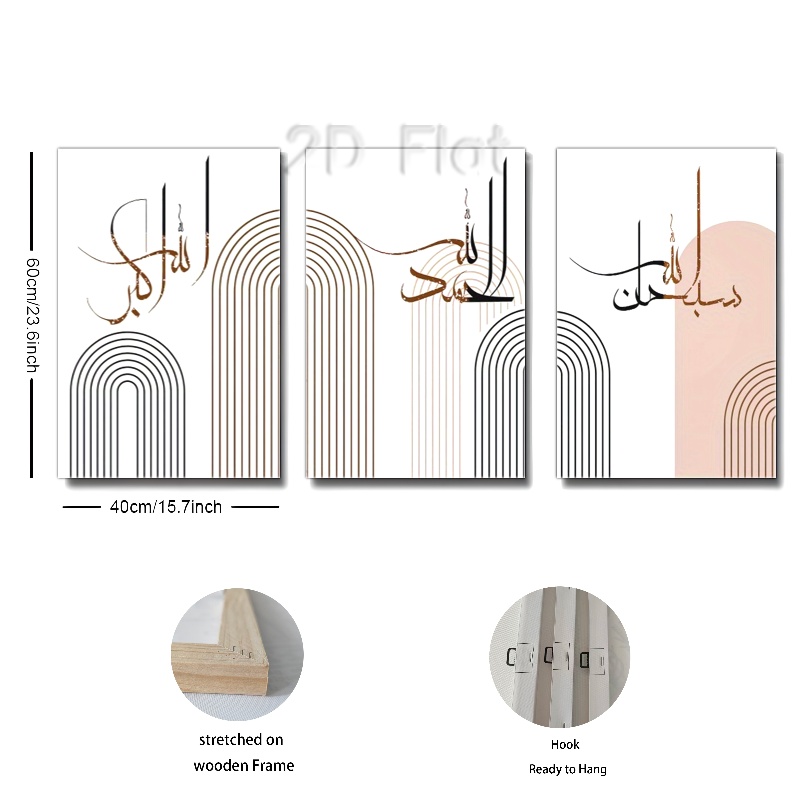 2D Flat
الله أكبر
الحمد لله
سبحان الله
60cm/23.6inch
40cm/15.7inch
stretched on
wooden Frame
Hook
Ready to Hang